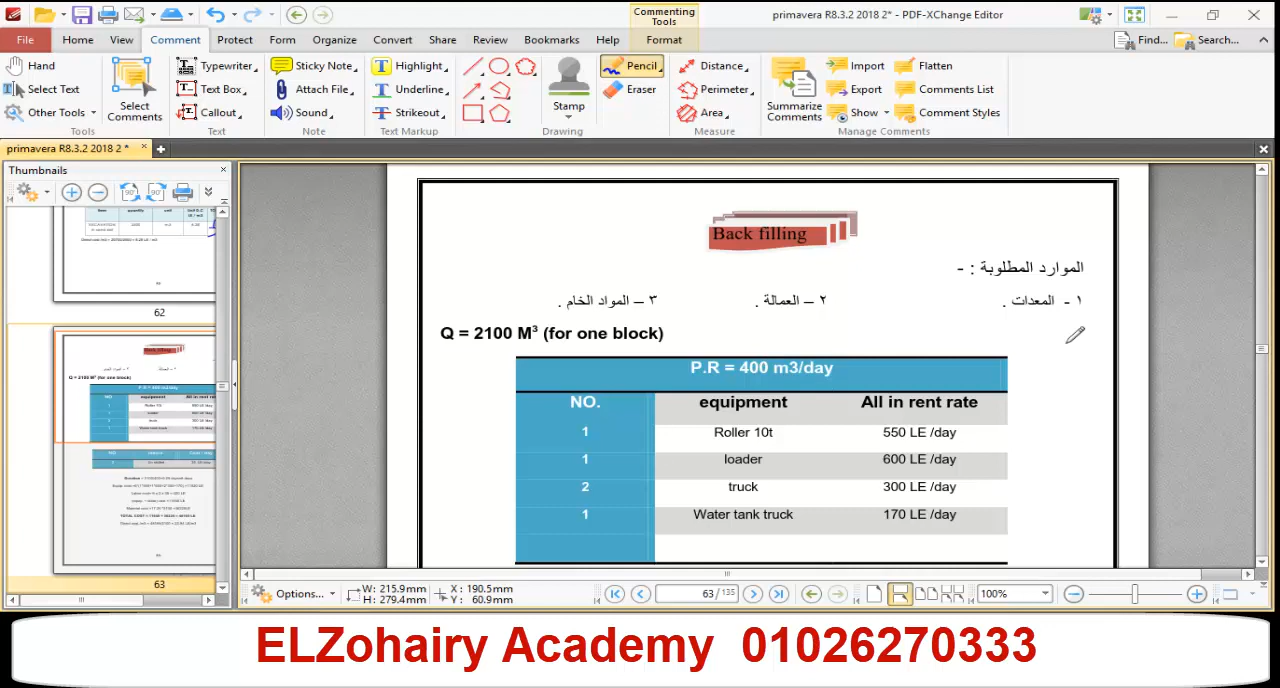 Commenting Tools
primavera R8.3.2 2018 2* - PDF-XChange Editor
File Home View Comment Protect Form Organize Convert Share Review Bookmarks Help Format Find... Search...
Hand
Select Text
Other Tools
Tools
Select Comments
Typewriter
Text Box
Callout
Text
Sticky Note
Attach File
Sound
Note
Highlight
Underline
Strikeout
Text Markup
Drawing
Stamp
Pencil
Eraser
Distance
Perimeter
Area
Measure
Summarize Comments
Import
Export
Show
Flatten
Comments List
Comment Styles
Manage Comments
primavera R8.3.2 2018 2 *
Thumbnails
62
63
Back filling
الموارد المطلوبة : -
١ - المعدات . ٢ – العمالة . ٣ – المواد الخام .
Q = 2100 M³ (for one block)
P.R = 400 m3/day
NO. equipment All in rent rate
1 Roller 10t 550 LE /day
1 loader 600 LE /day
2 truck 300 LE /day
1 Water tank truck 170 LE /day
Options...
W: 215.9mm
H: 279.4mm
X: 190.5mm
Y: 60.9mm
63 / 135
100%
ELZohairy Academy 01026270333